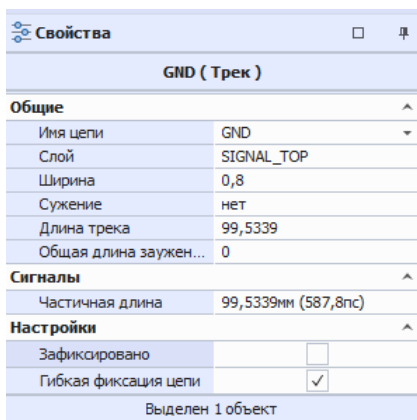 Свойства
GND ( Трек )
Общие
Имя цепи GND
Слой SIGNAL_TOP
Ширина 0,8
Сужение нет
Длина трека 99,5339
Общая длина заужен... 0
Сигналы
Частичная длина 99,5339мм (587,8пс)
Настройки
Зафиксировано
Гибкая фиксация цепи
Выделен 1 объект